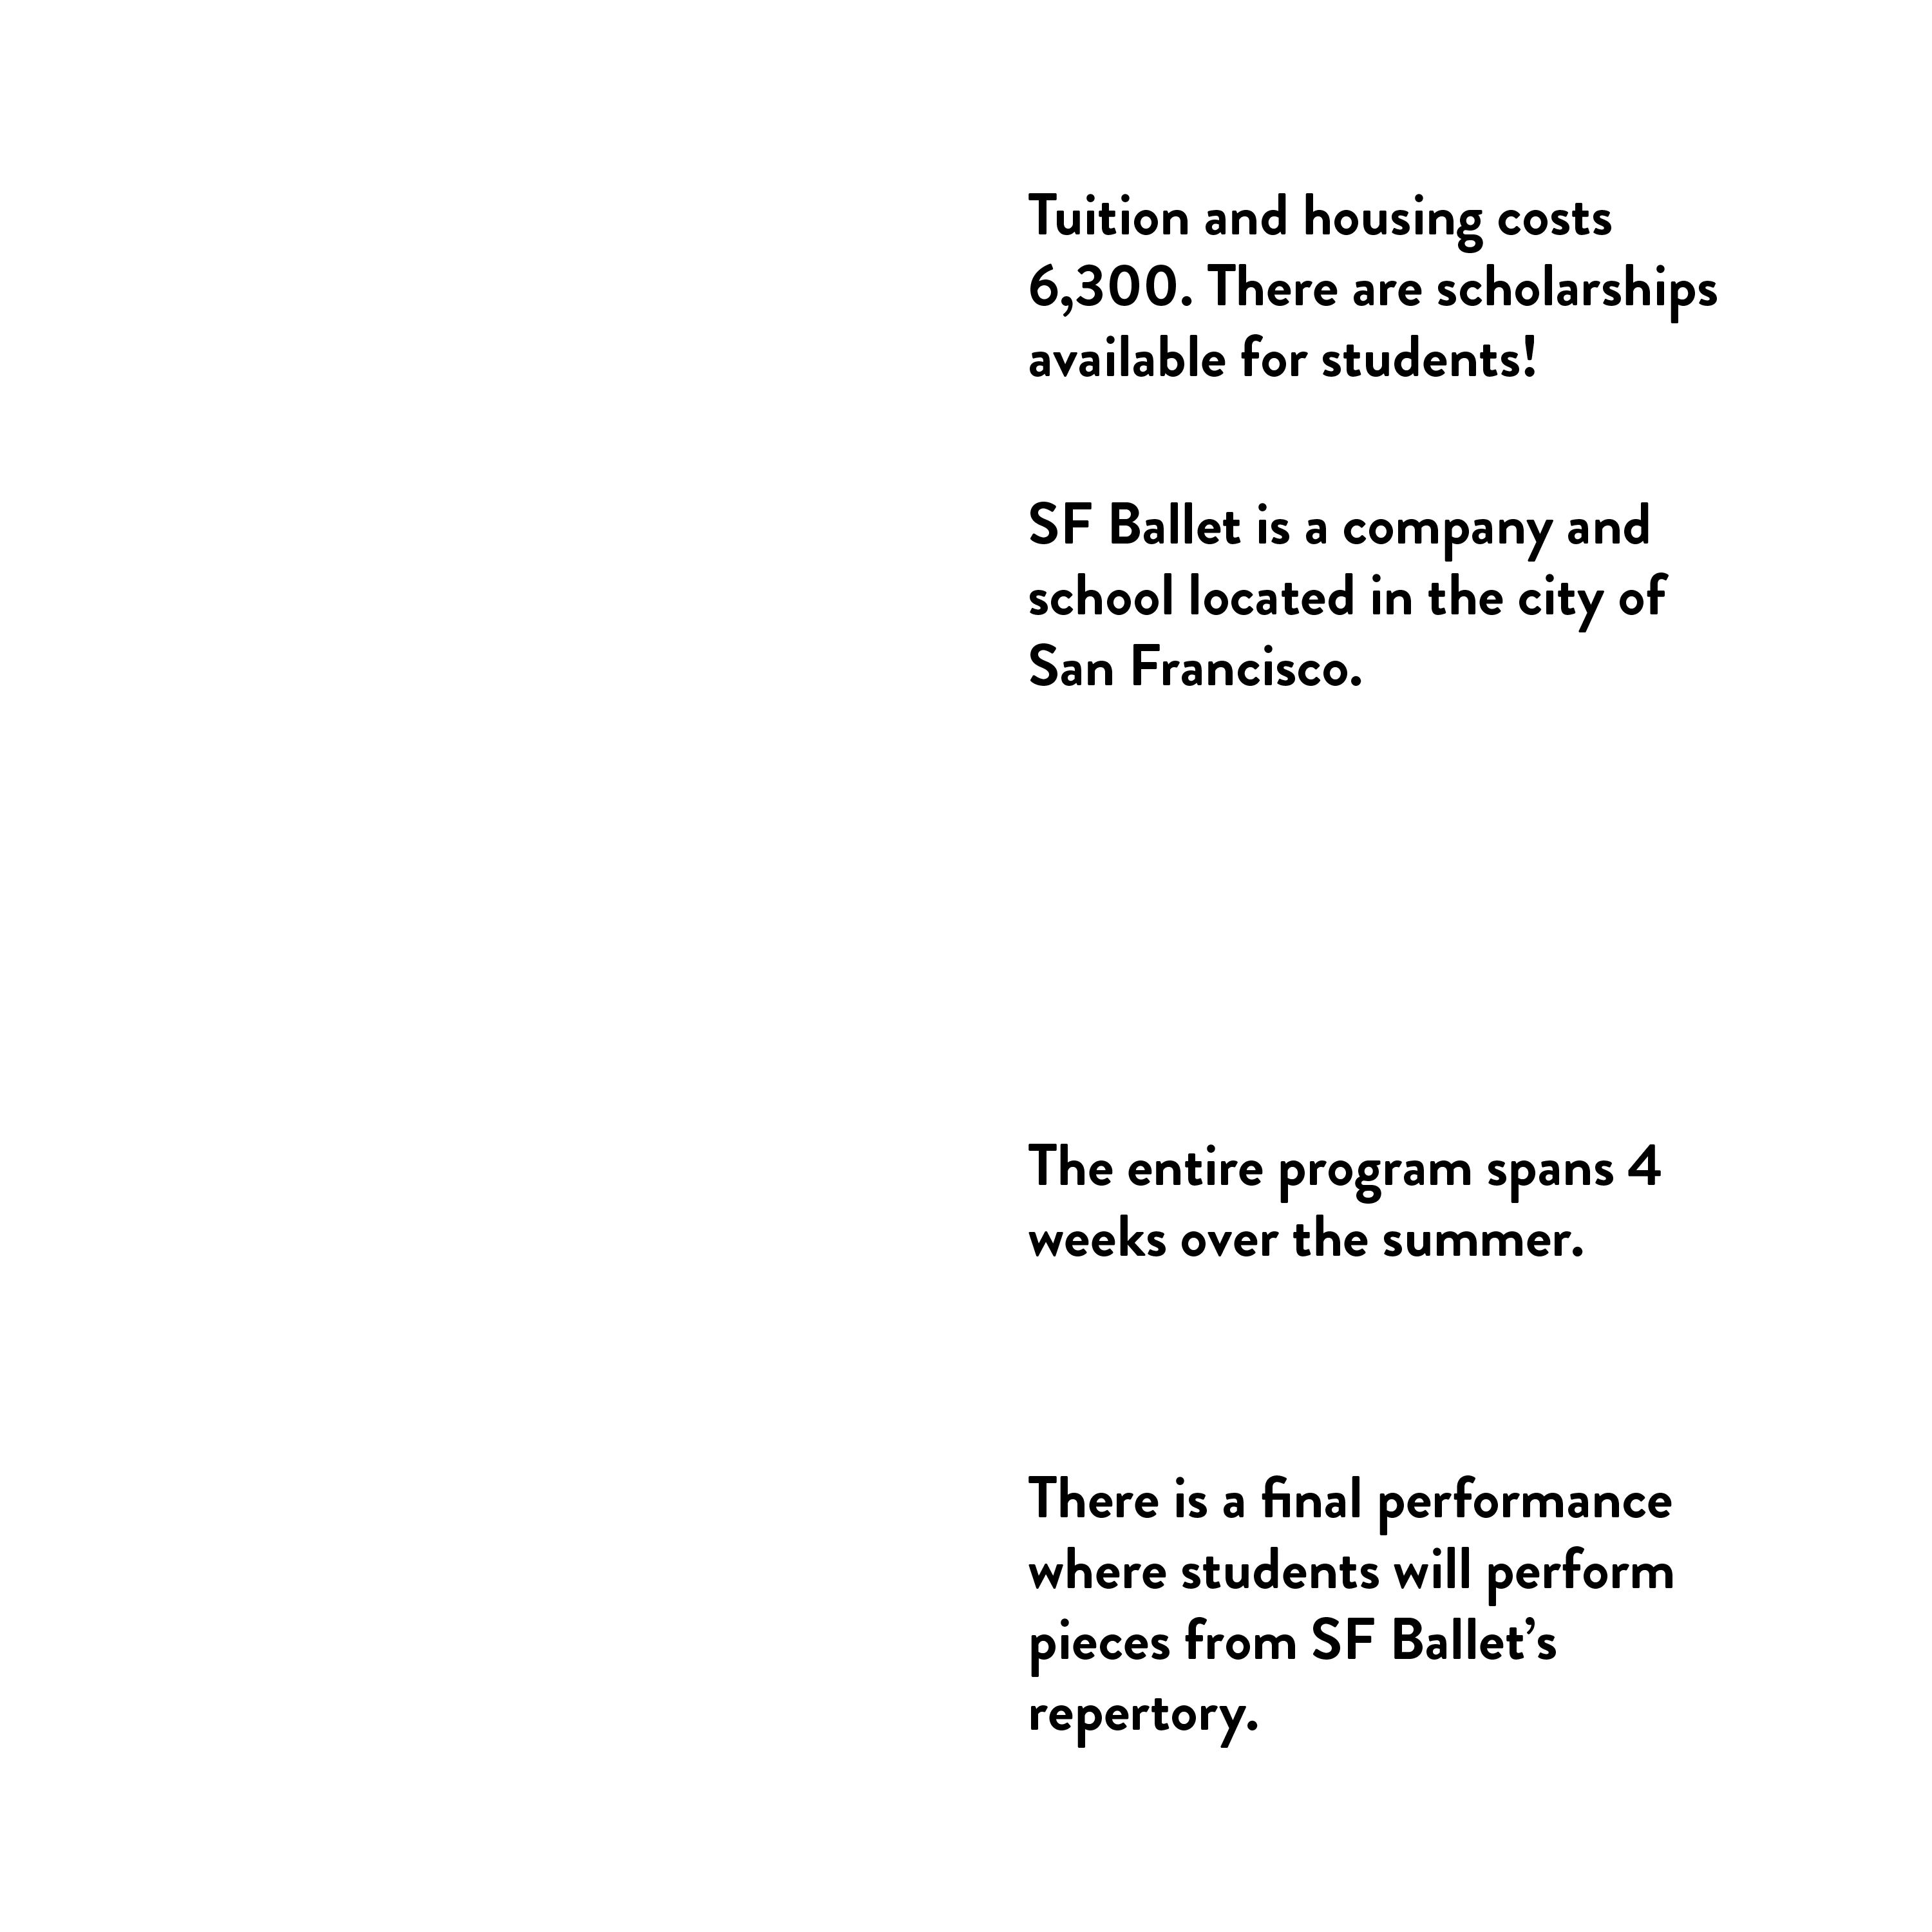 Tuition and housing costs
6,300. There are scholarships
available for students!
SF Ballet is a company and
school located in the city of
San Francisco.
The entire program spans 4
weeks over the summer.
There is a final performance
where students will perform
pieces from SF Ballet’s
repertory.